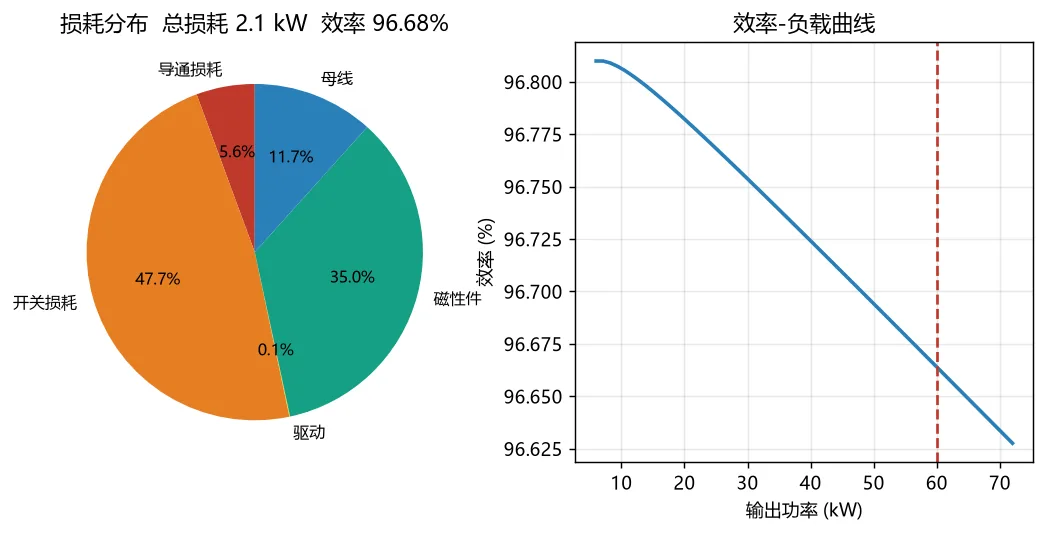 损耗分布 总损耗 2.1 kW 效率 96.68%
导通损耗
母线
5.6%
11.7%
47.7%
35.0%
开关损耗
磁性件
0.1%
驱动
效率-负载曲线
效率 (%)
96.800
96.775
96.750
96.725
96.700
96.675
96.650
96.625
10 20 30 40 50 60 70
输出功率 (kW)